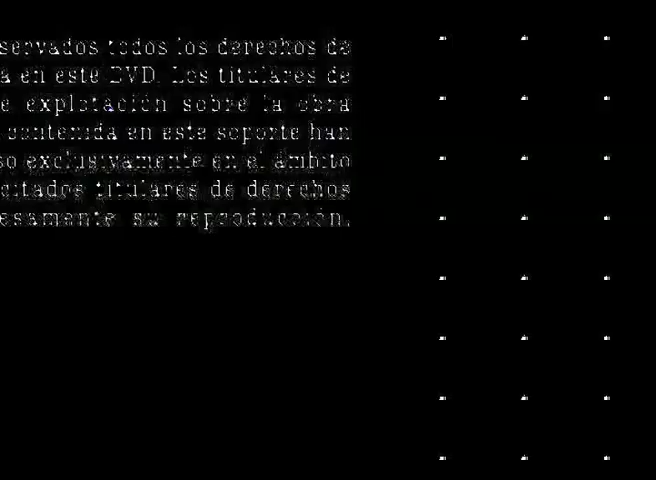 servados todos los derechos de
a en este DVD. Los titulares de
e explotación sobre la obra
contenida en este soporte han
so exclusivamente en el ámbito
citados titulares de derechos
esamente su reproducción,